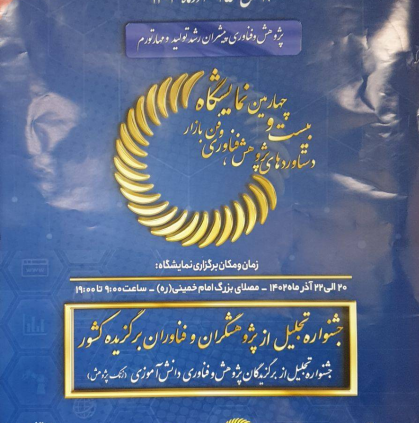 پژوهش و فناوری پیشران رشد تولید و مهار تورم
بیست و چهارمین نمایشگاه
دستاوردهای پژوهش، فناوری و فن بازار
زمان و مکان برگزاری نمایشگاه:
۲۰ الی ۲۲ آذر ماه ۱۴۰۲ - مصلای بزرگ امام خمینی (ره) - ساعت ۹:۰۰ تا ۱۹:۰۰
جشنواره تجلیل از پژوهشگران و فناوران برگزیده کشور
جشنواره تجلیل از برگزیدگان پژوهش و فناوری دانش آموزی (زنگ پژوهش)